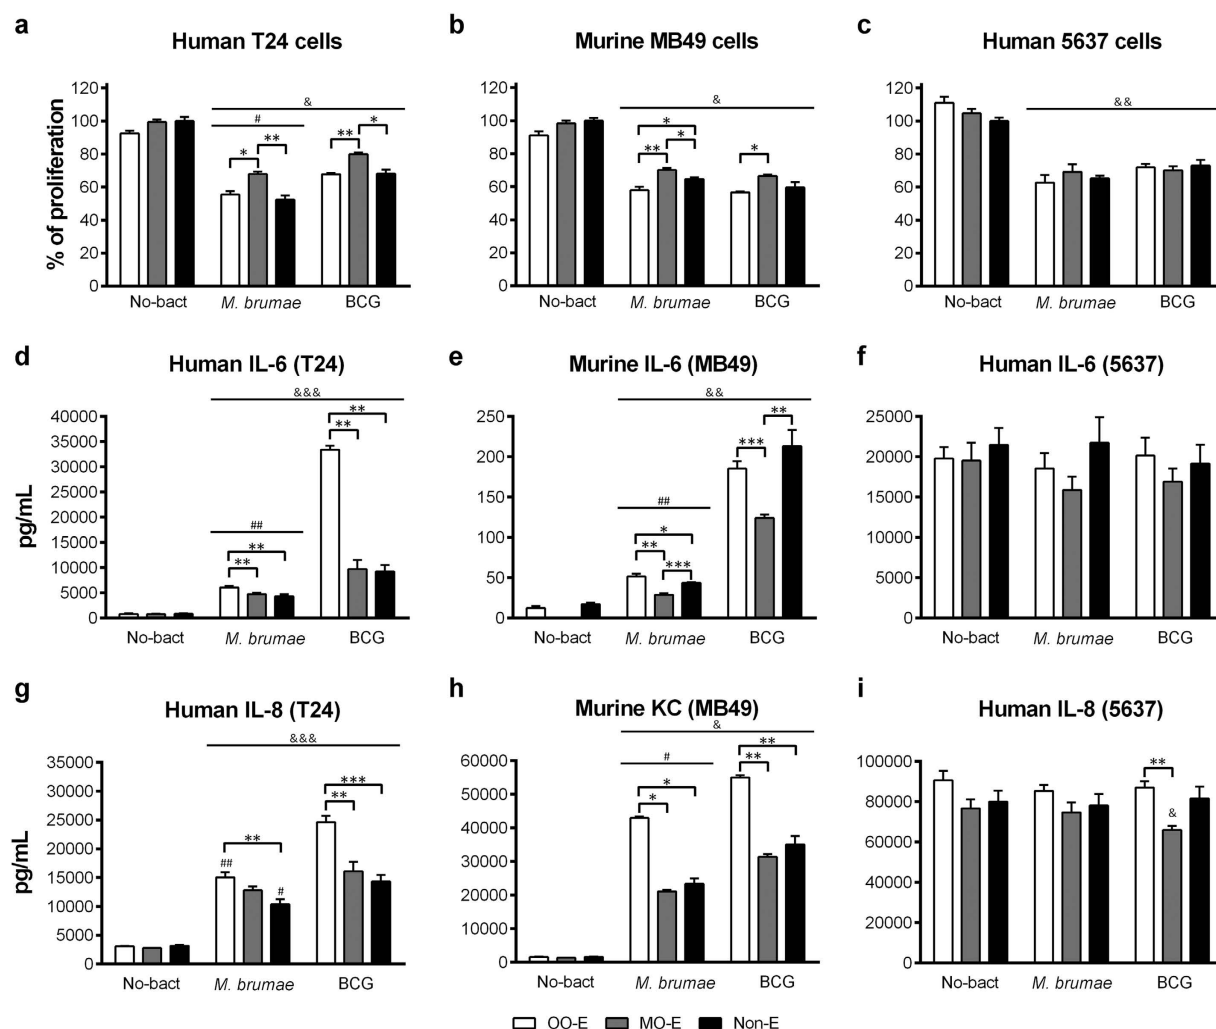 a
Human T24 cells
% of proliferation
120
100
80
60
40
20
0
&
#
*
**
**
*
No-bact
M. brumae
BCG
b
Murine MB49 cells
120
100
80
60
40
20
0
&
*
**
*
*
No-bact
M. brumae
BCG
c
Human 5637 cells
120
100
80
60
40
20
0
&&
No-bact
M. brumae
BCG
d
Human IL-6 (T24)
pg/mL
40000
35000
30000
25000
20000
15000
10000
5000
0
&&&
**
**
##
**
**
No-bact
M. brumae
BCG
e
Murine IL-6 (MB49)
250
200
150
100
50
0
&&
**
***
##
*
**
***
No-bact
M. brumae
BCG
f
Human IL-6 (5637)
25000
20000
15000
10000
5000
0
No-bact
M. brumae
BCG
g
Human IL-8 (T24)
pg/mL
35000
30000
25000
20000
15000
10000
5000
0
&&&
***
**
**
##
#
No-bact
M. brumae
BCG
h
Murine KC (MB49)
60000
50000
40000
30000
20000
10000
0
&
**
**
#
*
*
No-bact
M. brumae
BCG
i
Human IL-8 (5637)
100000
80000
60000
40000
20000
0
**
&
No-bact
M. brumae
BCG
OO-E MO-E Non-E